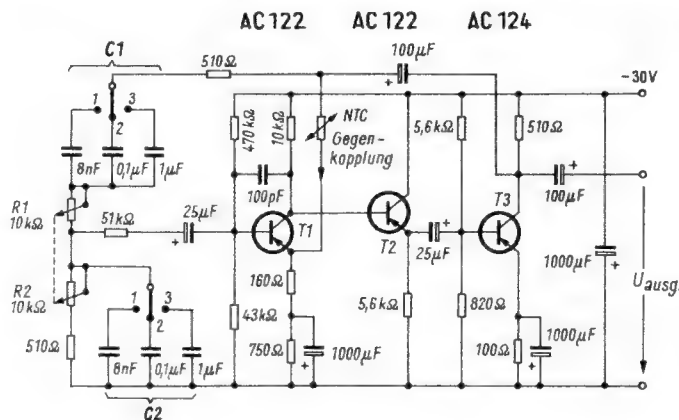 AC 122 AC 122 AC 124
C1
510Ω
100µF
+
−30V
1 2 3
8nF 0,1µF 1µF
470kΩ
10kΩ
NTC
Gegen-
kopplung
5,6kΩ
510Ω
100pF
R1
10kΩ
51kΩ
25µF
+
T1
T2
25µF
+
T3
100µF
+
R2
10kΩ
1 2 3
160Ω
1000µF
+
Uausg.
510Ω
43kΩ
5,6kΩ
820Ω
8nF 0,1µF 1µF
750Ω
1000µF
+
100Ω
1000µF
+
C2